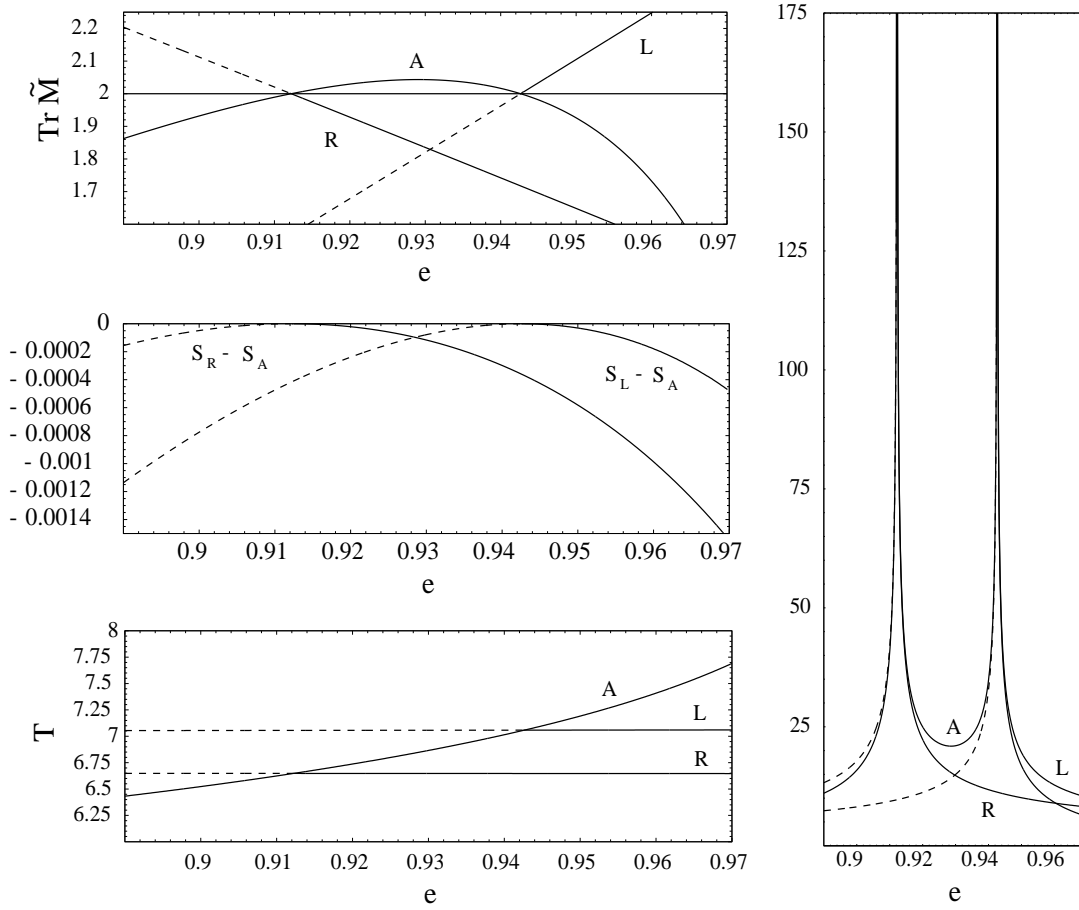 2.2
2.1
2
1.9
1.8
1.7
Tr M̃
A
L
R
0.9 0.91 0.92 0.93 0.94 0.95 0.96 0.97
e
0
- 0.0002
- 0.0004
- 0.0006
- 0.0008
- 0.001
- 0.0012
- 0.0014
S_R - S_A
S_L - S_A
0.9 0.91 0.92 0.93 0.94 0.95 0.96 0.97
e
8
7.75
7.5
7.25
7
6.75
6.5
6.25
T
A
L
R
0.9 0.91 0.92 0.93 0.94 0.95 0.96 0.97
e
175
175
125
100
75
50
25
A
L
R
0.9 0.92 0.94 0.96
e